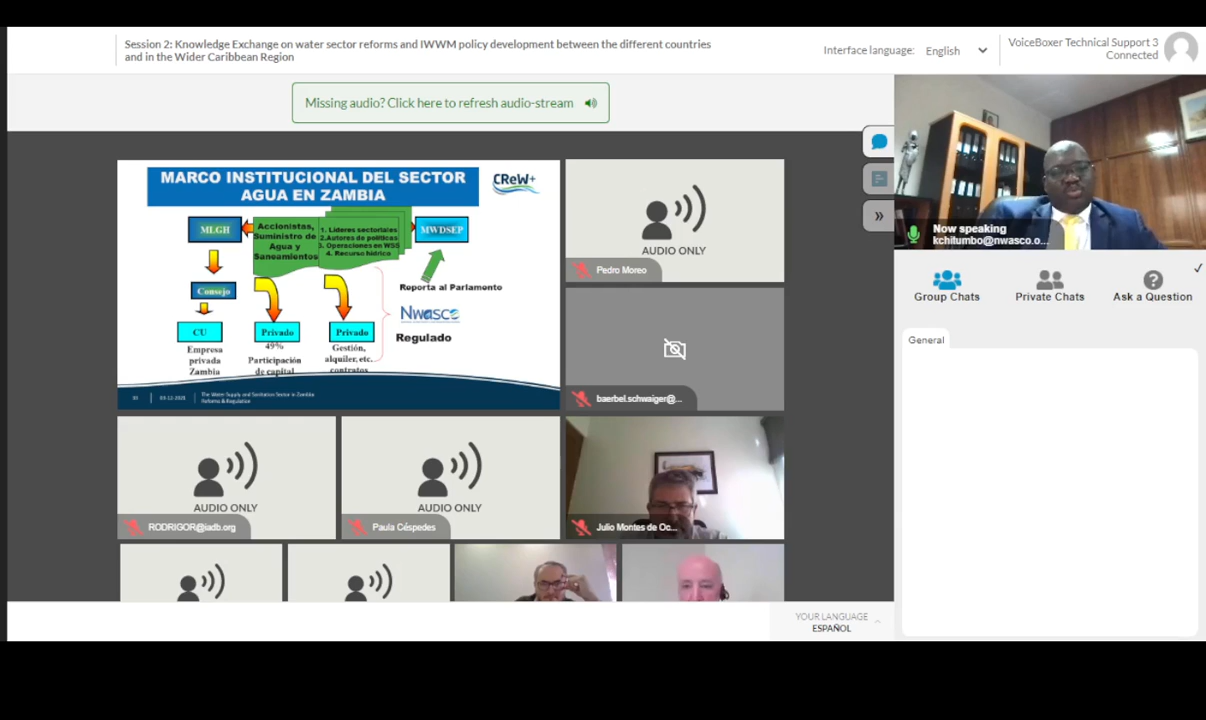 Session 2: Knowledge Exchange on water sector reforms and IWWM policy development between the different countries
and in the Wider Caribbean Region
Interface language: English
VoiceBoxer Technical Support 3
Connected
Missing audio? Click here to refresh audio-stream
MARCO INSTITUCIONAL DEL SECTOR
AGUA EN ZAMBIA
CReW+
MLGH
Accionistas,
Suministro de
Agua y
Saneamientos
1. Líderes sectoriales
2.Autores de políticas
3. Operaciones en WSS
4. Recurso hídrico
MWDSEP
Consejo
Reporta al Parlamento
Nwasco
Regulado
CU
Empresa
privada
Zambia
Privado
49%
Participación
de capital
Privado
Gestión,
alquiler, etc.
contratos
10
03-12-2021
The Water Supply and Sanitation Sector in Zambia
Reforms & Regulation
AUDIO ONLY
Pedro Moreo
baerbel.schwaiger@...
AUDIO ONLY
RODRIGOR@iadb.org
AUDIO ONLY
Paula Céspedes
Julio Montes de Oc...
Now speaking
kchitumbo@nwasco.o...
Group Chats
Private Chats
Ask a Question
General
YOUR LANGUAGE
ESPAÑOL